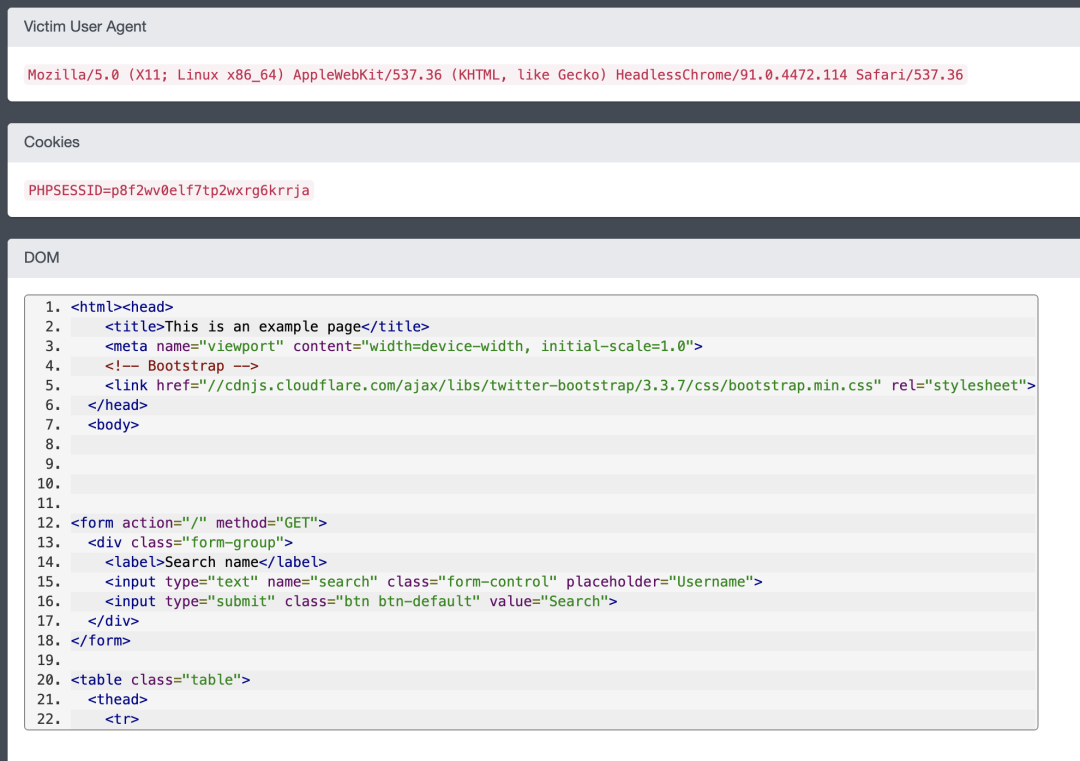 Victim User Agent
Mozilla/5.0 (X11; Linux x86_64) AppleWebKit/537.36 (KHTML, like Gecko) HeadlessChrome/91.0.4472.114 Safari/537.36
Cookies
PHPSESSID=p8f2wv0elf7tp2wxrg6krrja
DOM
1. <html><head>
2.     <title>This is an example page</title>
3.     <meta name="viewport" content="width=device-width, initial-scale=1.0">
4.     <!-- Bootstrap -->
5.     <link href="//cdnjs.cloudflare.com/ajax/libs/twitter-bootstrap/3.3.7/css/bootstrap.min.css" rel="stylesheet">
6.   </head>
7.   <body>
8.
9.
10.
11.
12. <form action="/" method="GET">
13.   <div class="form-group">
14.     <label>Search name</label>
15.     <input type="text" name="search" class="form-control" placeholder="Username">
16.     <input type="submit" class="btn btn-default" value="Search">
17.   </div>
18. </form>
19.
20. <table class="table">
21.   <thead>
22.     <tr>